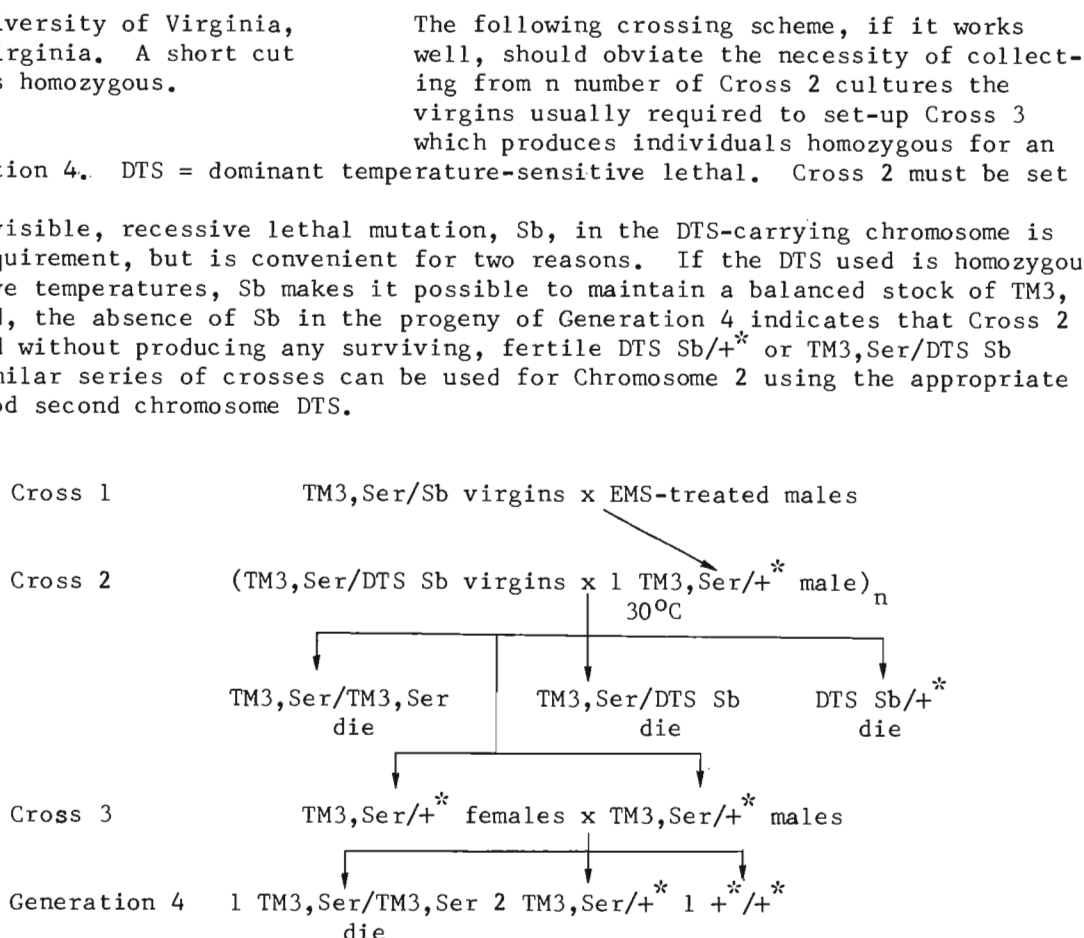 iversity of Virginia,
irginia. A short cut
s homozygous.
The following crossing scheme, if it works
well, should obviate the necessity of collect-
ing from n number of Cross 2 cultures the
virgins usually required to set-up Cross 3
which produces individuals homozygous for an
tion 4. DTS = dominant temperature-sensitive lethal. Cross 2 must be set
visible, recessive lethal mutation, Sb, in the DTS-carrying chromosome is
quirement, but is convenient for two reasons. If the DTS used is homozygou
ve temperatures, Sb makes it possible to maintain a balanced stock of TM3,
d, the absence of Sb in the progeny of Generation 4 indicates that Cross 2
d without producing any surviving, fertile DTS Sb/+* or TM3,Ser/DTS Sb
milar series of crosses can be used for Chromosome 2 using the appropriate
od second chromosome DTS.
Cross 1 TM3,Ser/Sb virgins x EMS-treated males
Cross 2 (TM3,Ser/DTS Sb virgins x 1 TM3,Ser/+* male)n
30°C
TM3,Ser/TM3,Ser TM3,Ser/DTS Sb DTS Sb/+*
die die die
Cross 3 TM3,Ser/+* females x TM3,Ser/+* males
Generation 4 1 TM3,Ser/TM3,Ser 2 TM3,Ser/+* 1 +*/+*
die